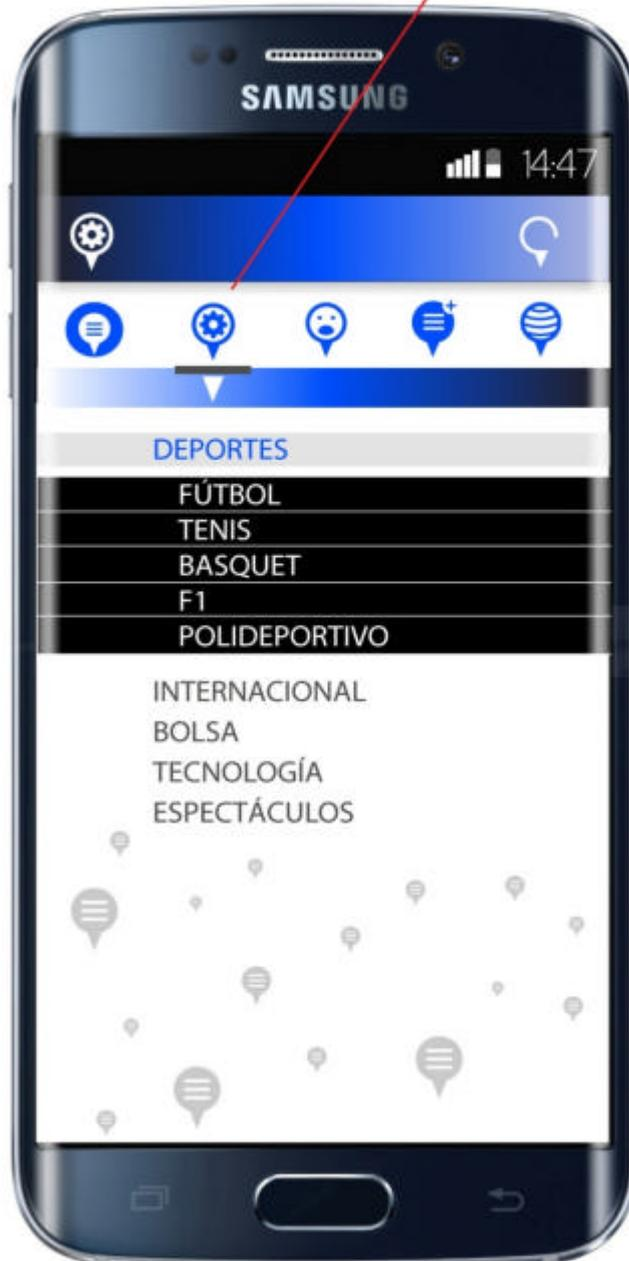 SAMSUNG
14:47
DEPORTES
FÚTBOL
TENIS
BASQUET
F1
POLIDEPORTIVO
INTERNACIONAL
BOLSA
TECNOLOGÍA
ESPECTÁCULOS